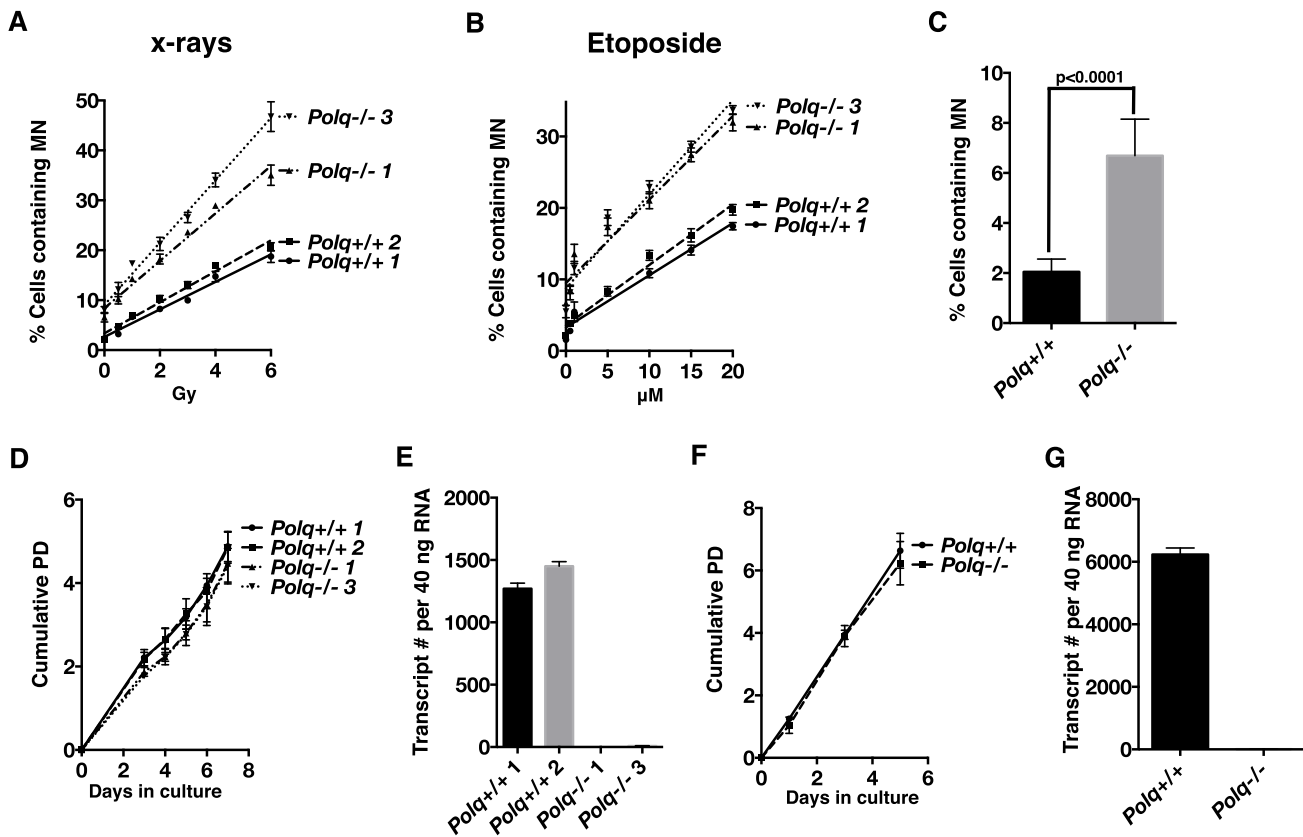 A
x-rays
% Cells containing MN
50
40
30
20
10
0
0 2 4 6
Gy
Polq-/- 3
Polq-/- 1
Polq+/+ 2
Polq+/+ 1
B
Etoposide
% Cells containing MN
30
20
10
0
0 5 10 15 20
µM
Polq-/- 3
Polq-/- 1
Polq+/+ 2
Polq+/+ 1
C
% Cells containing MN
10
8
6
4
2
0
p<0.0001
Polq+/+
Polq-/-
D
Cumulative PD
6
4
2
0
0 2 4 6 8
Days in culture
Polq+/+ 1
Polq+/+ 2
Polq-/- 1
Polq-/- 3
E
Transcript # per 40 ng RNA
2000
1500
1000
500
0
Polq+/+ 1
Polq+/+ 2
Polq-/- 1
Polq-/- 3
F
Cumulative PD
8
6
4
2
0
0 2 4 6
Days in culture
Polq+/+
Polq-/-
G
Transcript # per 40 ng RNA
8000
6000
4000
2000
0
Polq+/+
Polq-/-